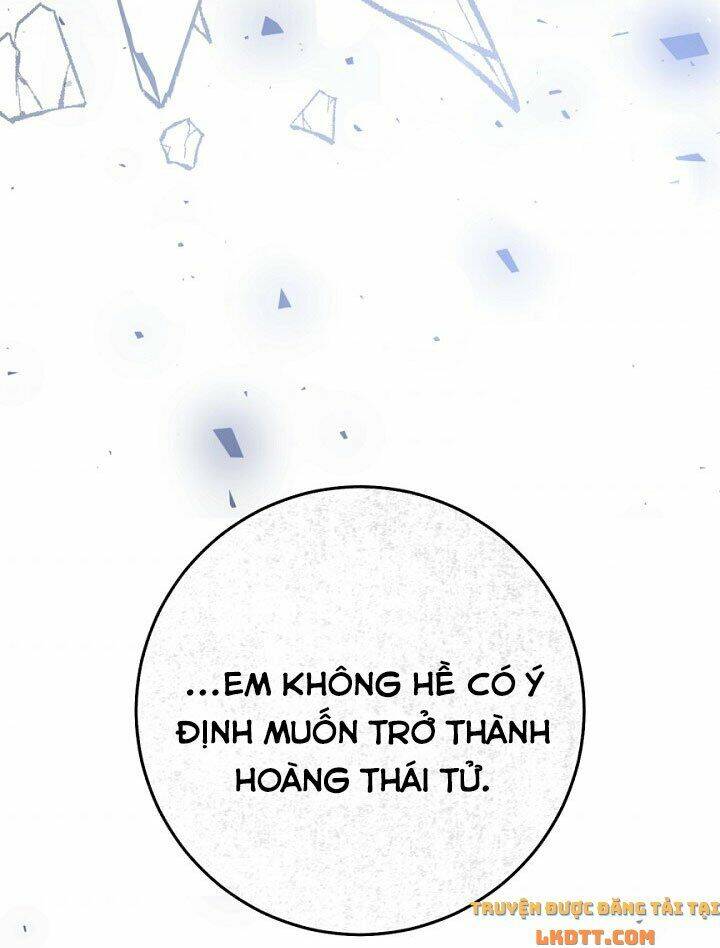 ...EM KHÔNG HỀ CÓ Ý
ĐỊNH MUỐN TRỞ THÀNH
HOÀNG THÁI TỬ.
TRUYỆN ĐƯỢC ĐĂNG TẢI TẠI
LKDTT.COM